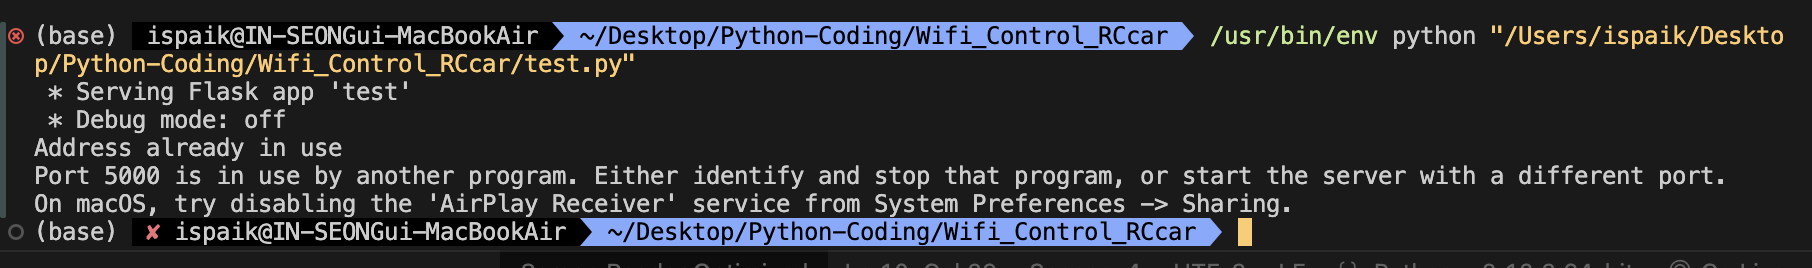 (base) ispaik@IN-SEONGui-MacBookAir ~/Desktop/Python-Coding/Wifi_Control_RCcar /usr/bin/env python "/Users/ispaik/Deskto
p/Python-Coding/Wifi_Control_RCcar/test.py"
* Serving Flask app 'test'
* Debug mode: off
Address already in use
Port 5000 is in use by another program. Either identify and stop that program, or start the server with a different port.
On macOS, try disabling the 'AirPlay Receiver' service from System Preferences -> Sharing.
(base) ✘ ispaik@IN-SEONGui-MacBookAir ~/Desktop/Python-Coding/Wifi_Control_RCcar